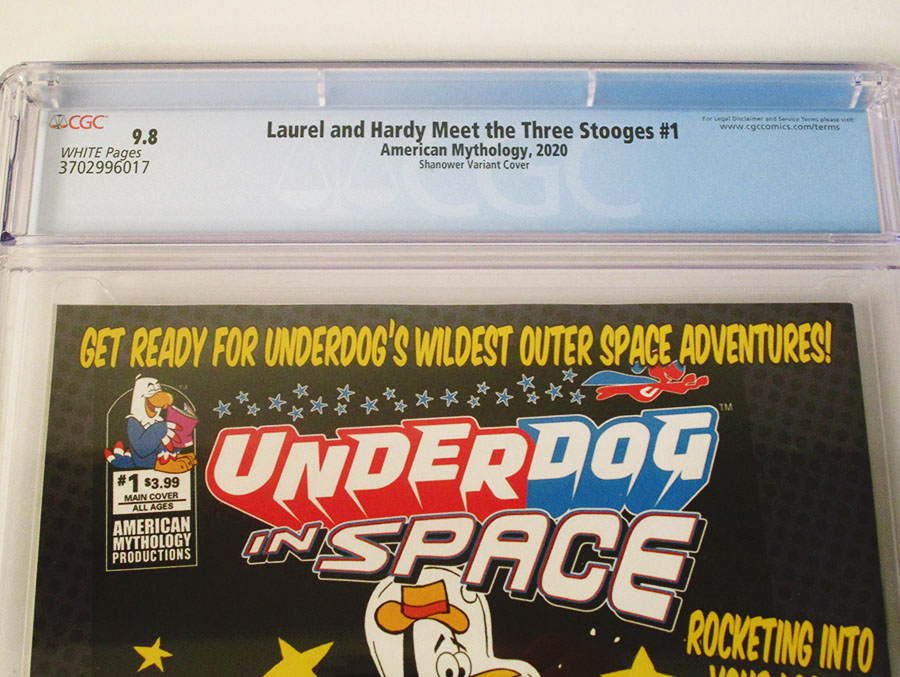 CGC
9.8
WHITE Pages
3702996017
Laurel and Hardy Meet the Three Stooges #1
American Mythology, 2020
Shanower Variant Cover
For Legal Disclaimer and Service Terms please visit:
www.cgccomics.com/terms
CGC
GET READY FOR UNDERDOG'S WILDEST OUTER SPACE ADVENTURES!
TM
UNDERDOG
IN SPACE
U
#1 $3.99
MAIN COVER
ALL AGES
AMERICAN
MYTHOLOGY
PRODUCTIONS
ROCKETING INTO